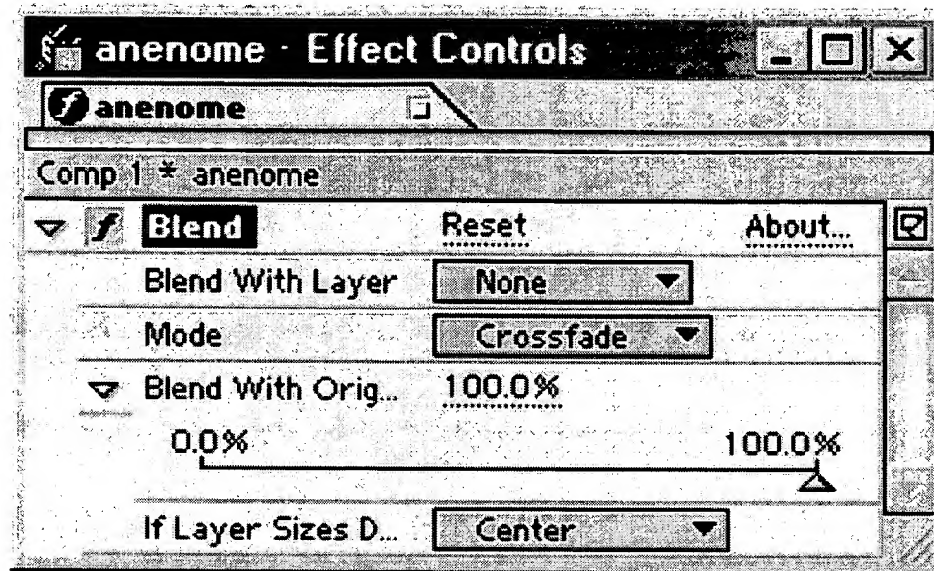 anenome · Effect Controls
anenome
Comp 1 * anenome
Blend Reset About...
Blend With Layer None
Mode Crossfade
Blend With Orig... 100.0%
0.0% 100.0%
If Layer Sizes D... Center